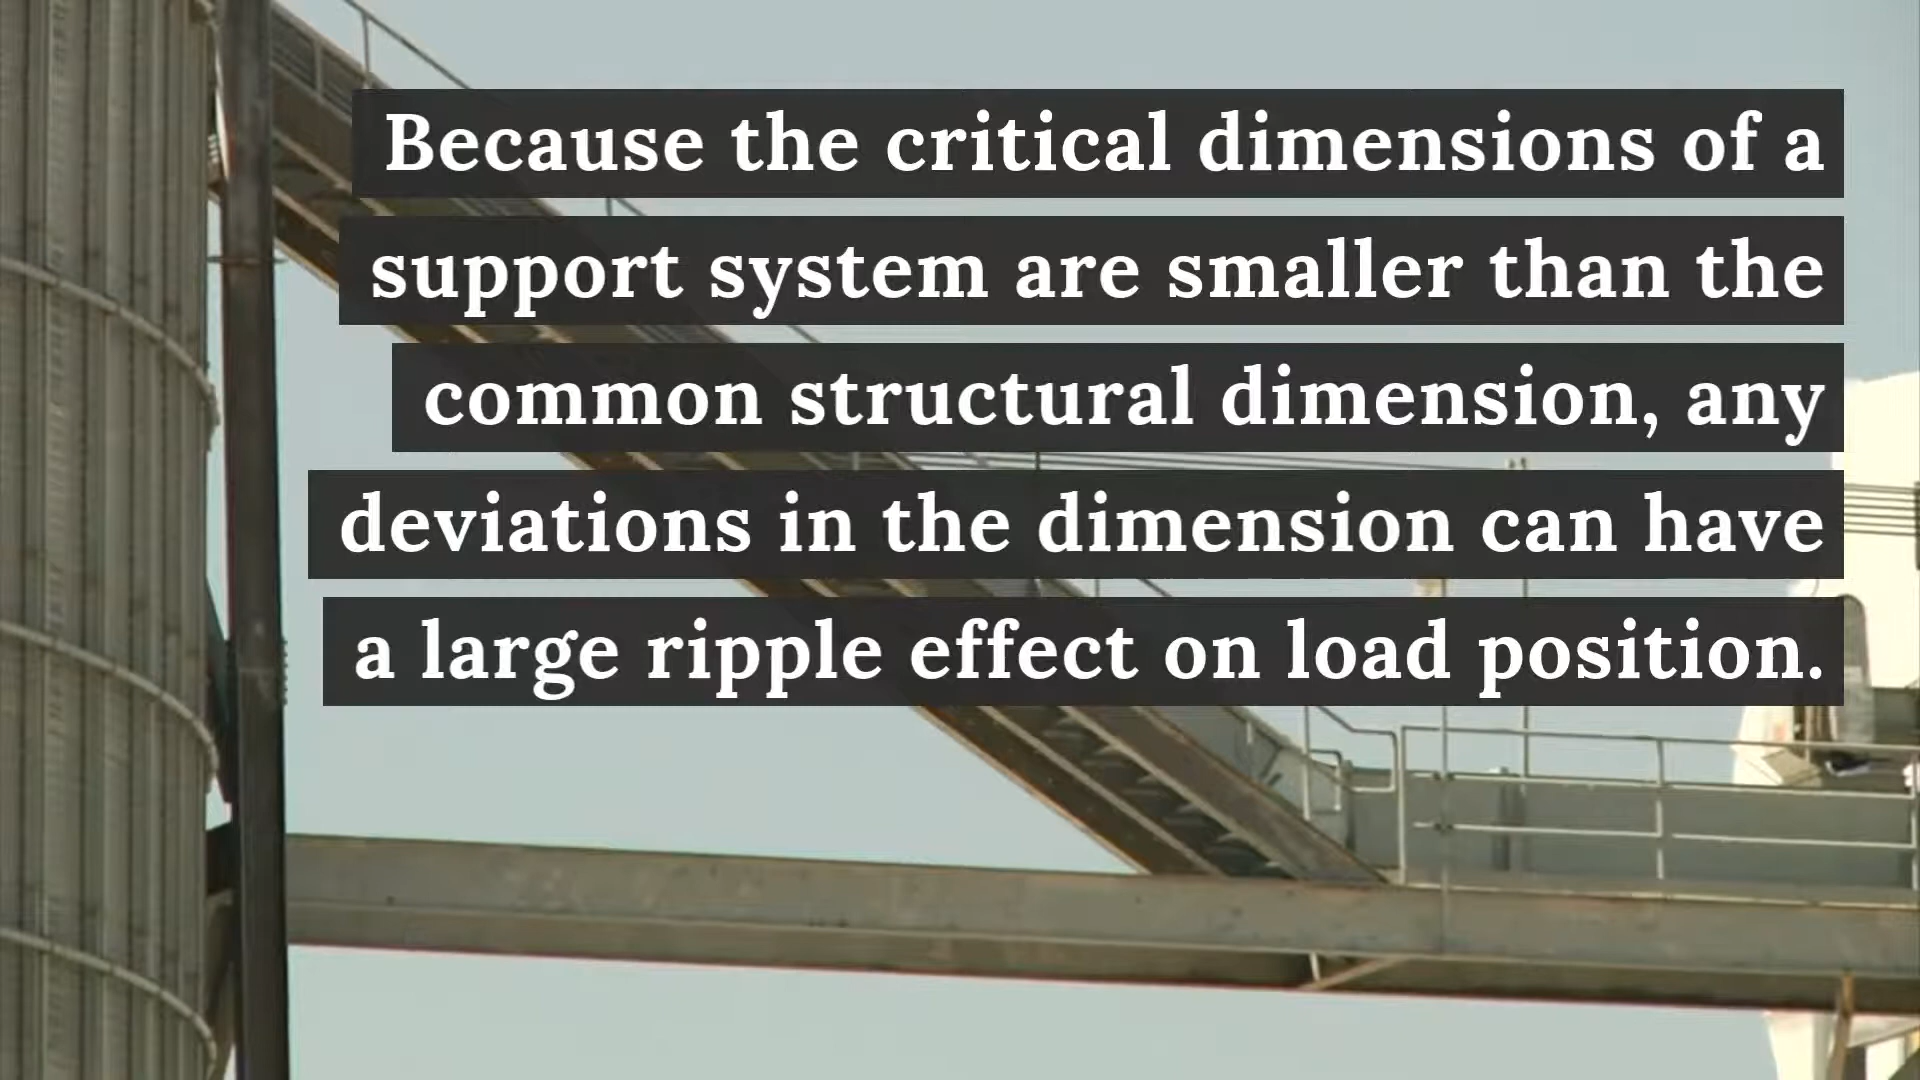 Because the critical dimensions of a
support system are smaller than the
common structural dimension, any
deviations in the dimension can have
a large ripple effect on load position.